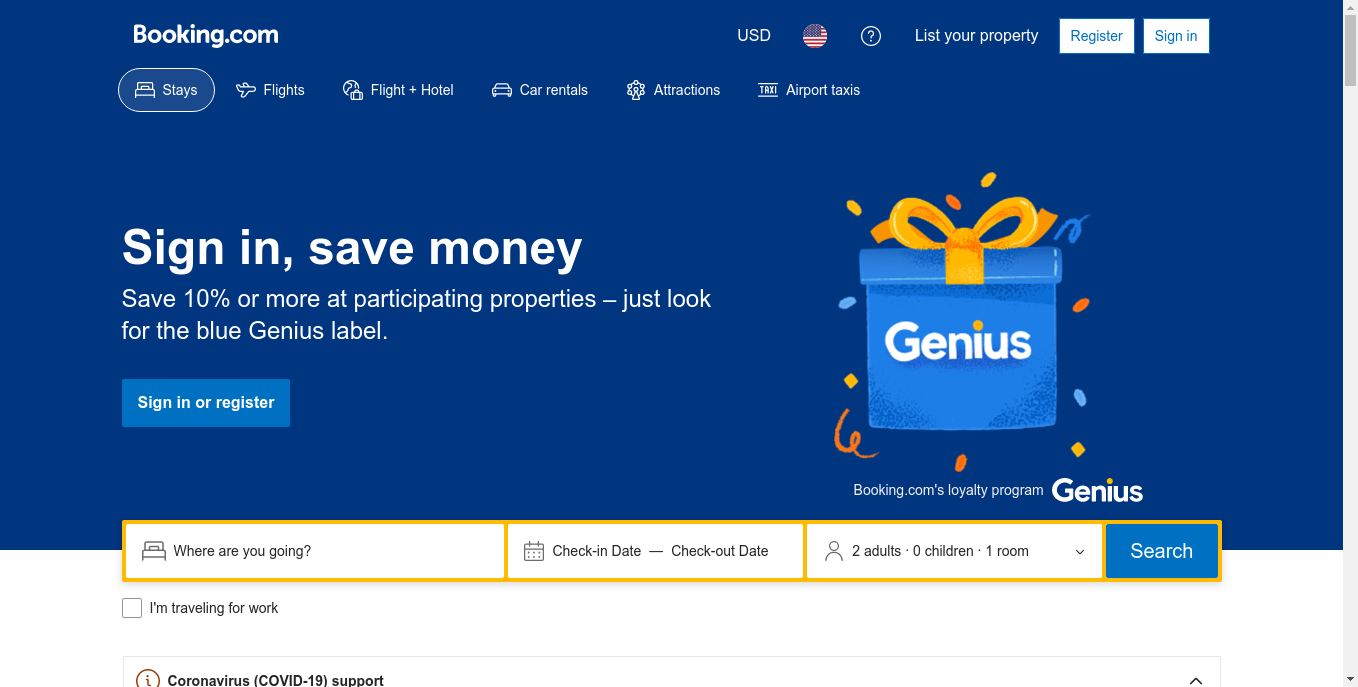 Booking.com
USD
List your property
Register
Sign in
Stays
Flights
Flight + Hotel
Car rentals
Attractions
TAXI
Airport taxis
Sign in, save money
Save 10% or more at participating properties – just look
for the blue Genius label.
Sign in or register
Genius
Booking.com's loyalty program Genius
Where are you going?
Check-in Date — Check-out Date
2 adults · 0 children · 1 room
Search
I'm traveling for work
Coronavirus (COVID-19) support